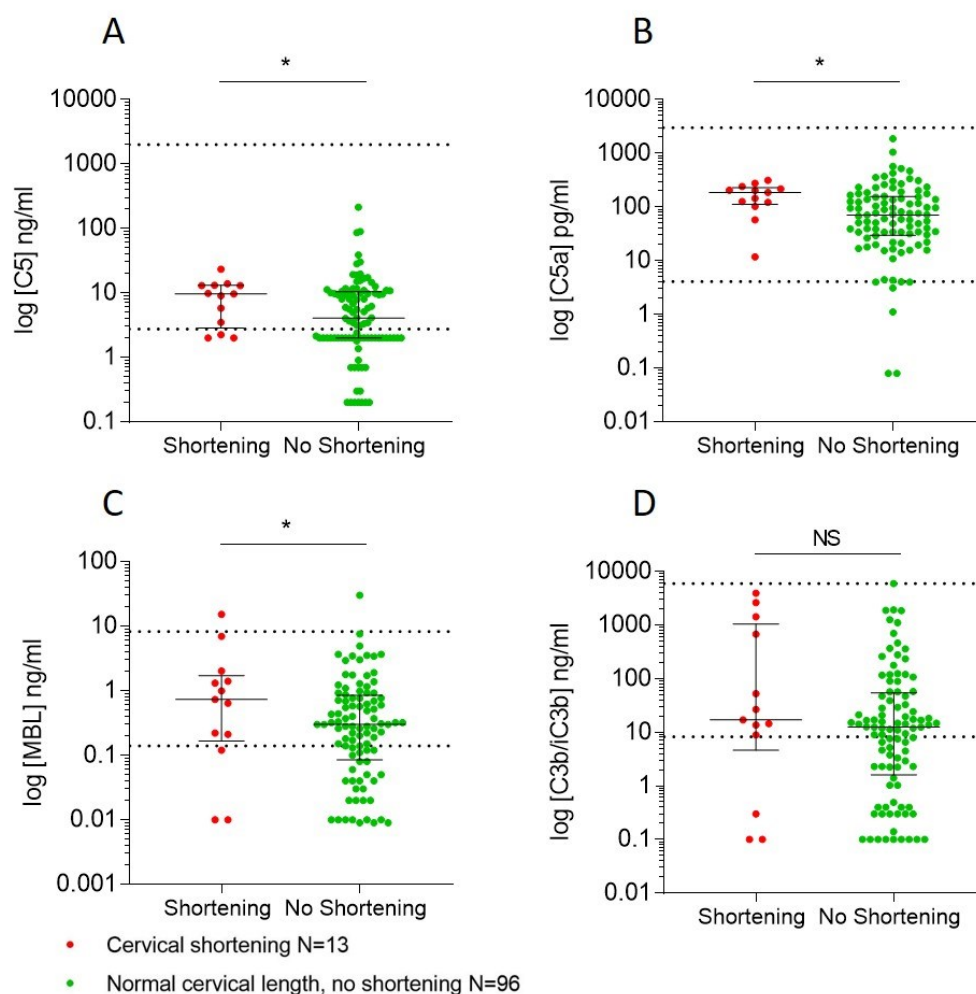 A
*
log [C5] ng/ml
10000
1000
100
10
1
0.1
Shortening No Shortening
B
*
log [C5a] pg/ml
10000
1000
100
10
1
0.1
0.01
Shortening No Shortening
C
*
log [MBL] ng/ml
100
10
1
0.1
0.01
0.001
Shortening No Shortening
D
NS
log [C3b/iC3b] ng/ml
10000
1000
100
10
1
0.1
0.01
Shortening No Shortening
Cervical shortening N=13
Normal cervical length, no shortening N=96